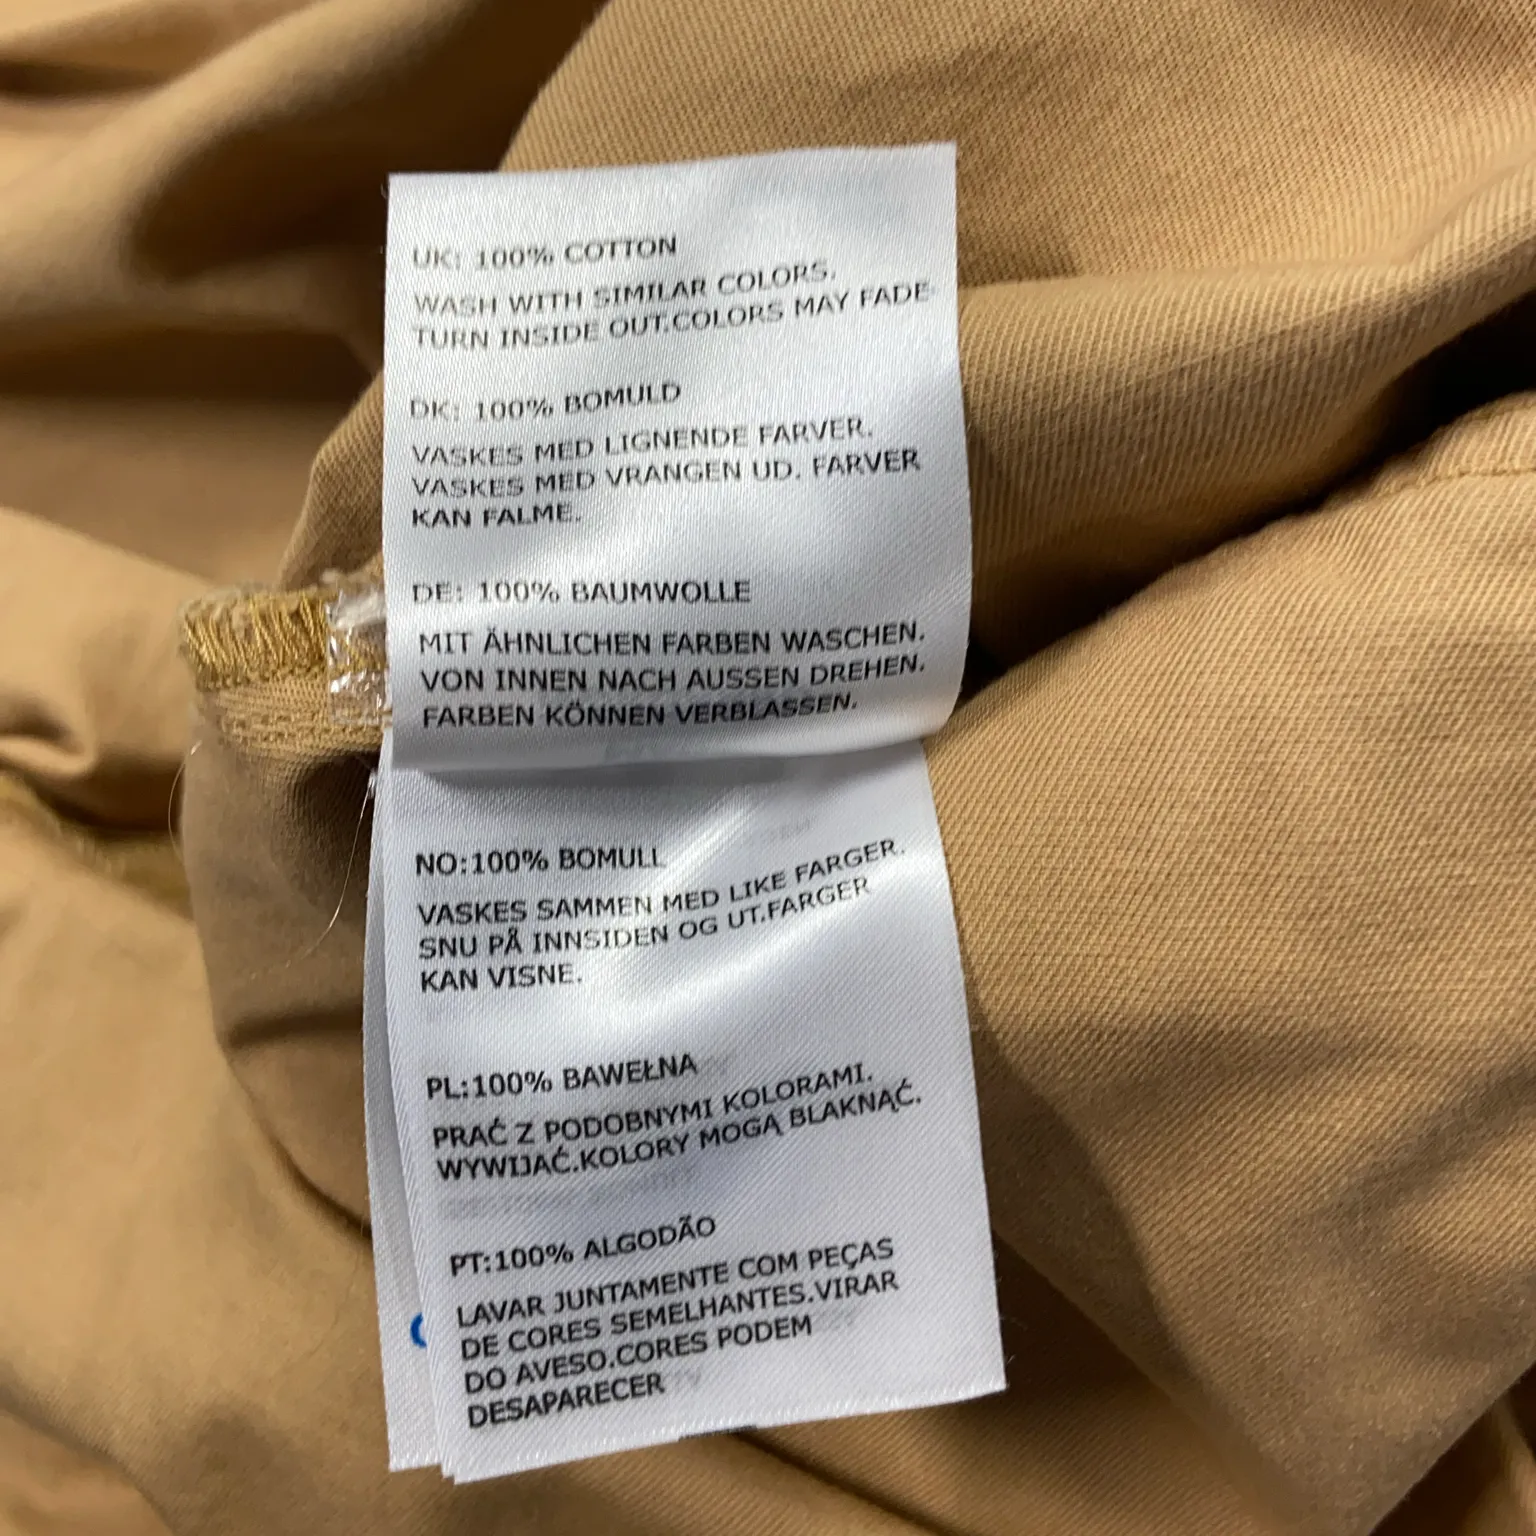 UK: 100% COTTON
WASH WITH SIMILAR COLORS.
TURN INSIDE OUT.COLORS MAY FADE
DK: 100% BOMULD
VASKES MED LIGNENDE FARVER.
VASKES MED VRANGEN UD. FARVER
KAN FALME.
DE: 100% BAUMWOLLE
MIT ÄHNLICHEN FARBEN WASCHEN.
VON INNEN NACH AUSSEN DREHEN.
FARBEN KÖNNEN VERBLASSEN.
NO:100% BOMULL
VASKES SAMMEN MED LIKE FARGER.
SNU PÅ INNSIDEN OG UT.FARGER
KAN VISNE.
PL:100% BAWEŁNA
PRAĆ Z PODOBNYMI KOLORAMI.
WYWIJAĆ.KOLORY MOGĄ BLAKNĄĆ.
PT:100% ALGODÃO
LAVAR JUNTAMENTE COM PEÇAS
DE CORES SEMELHANTES.VIRAR
DO AVESO.CORES PODEM
DESAPARECER